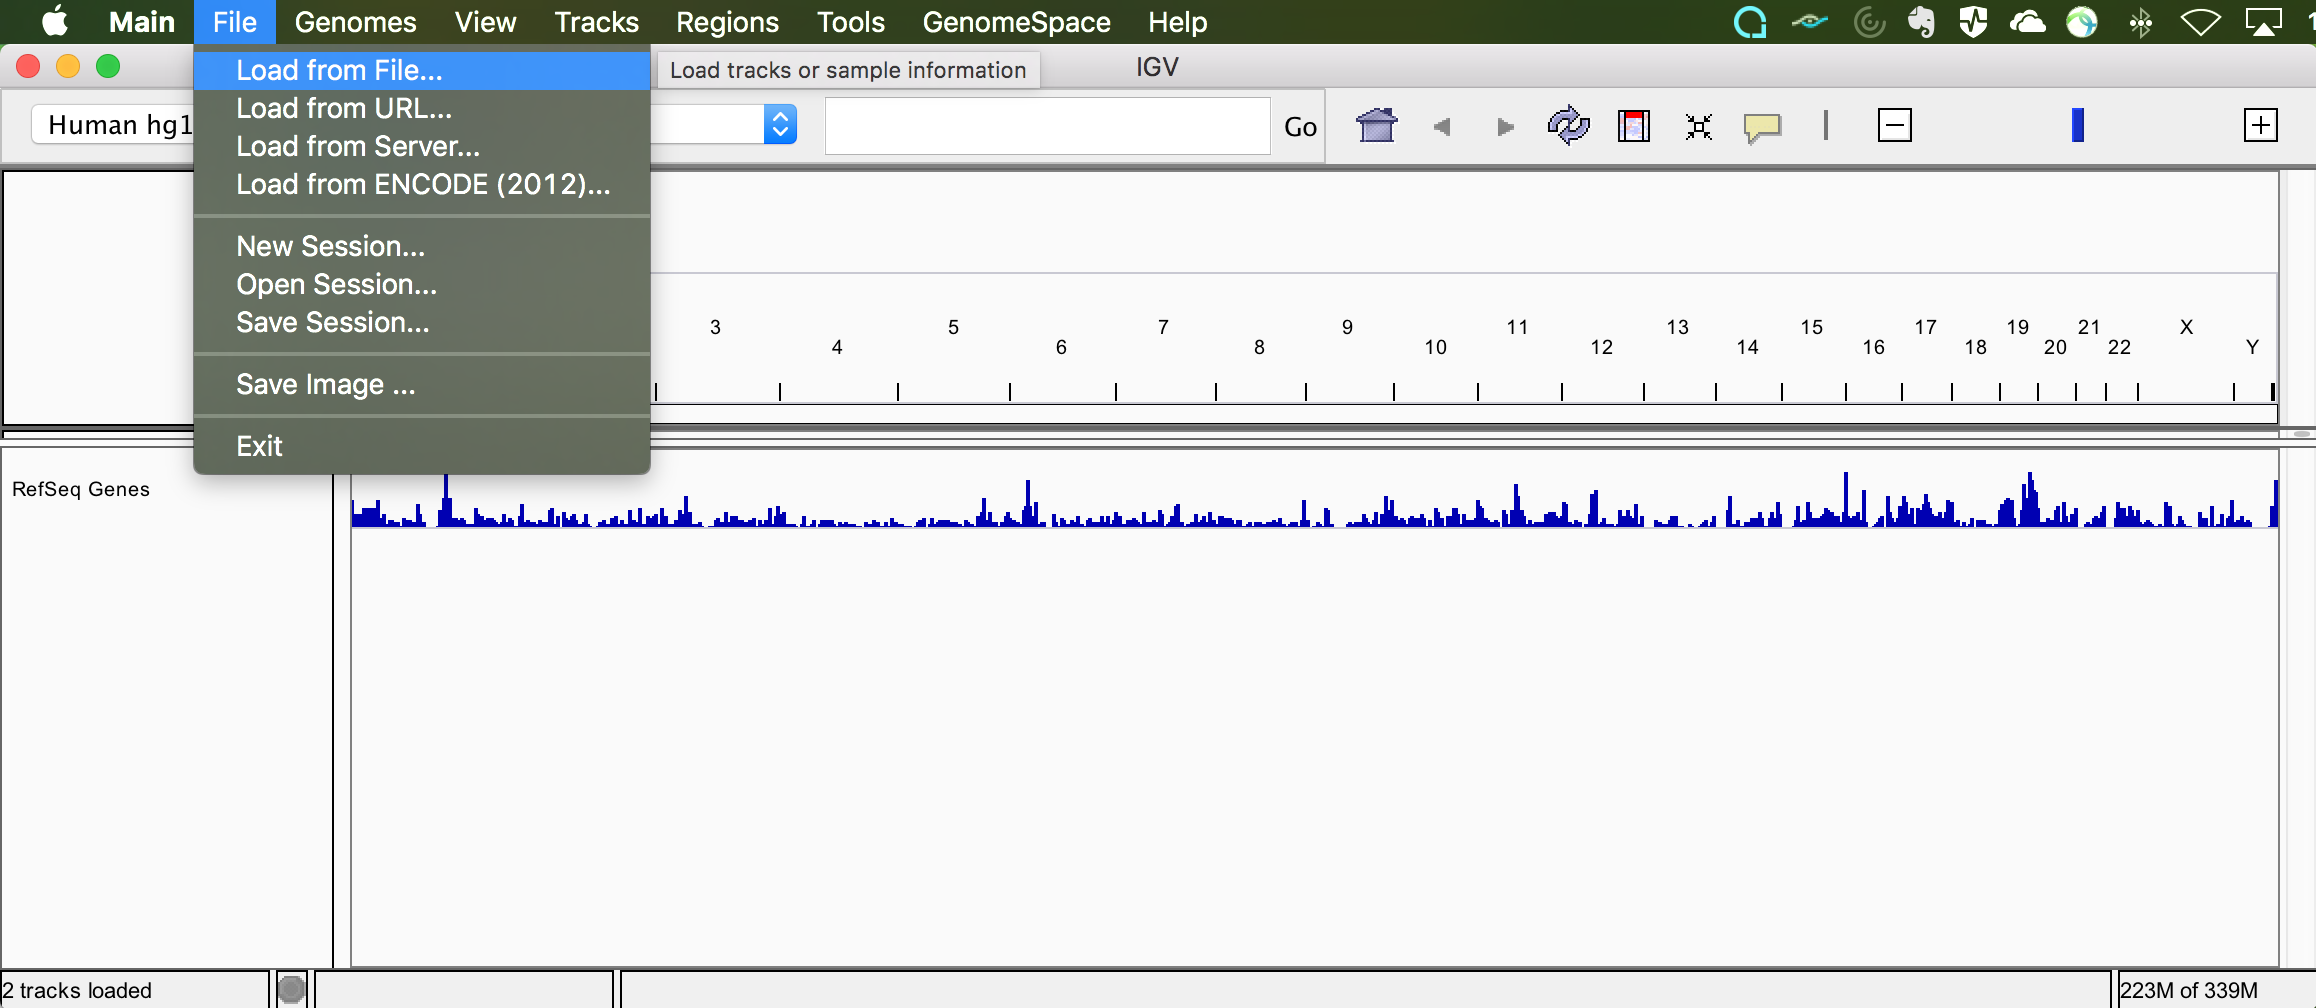 Main File Genomes View Tracks Regions Tools GenomeSpace Help
IGV
Load from File...
Load tracks or sample information
Load from URL...
Load from Server...
Load from ENCODE (2012)...
New Session...
Open Session...
Save Session...
Save Image ...
Exit
Human hg1
Go
3 5 7 9 11 13 15 17 19 21 X
4 6 8 10 12 14 16 18 20 22 Y
RefSeq Genes
2 tracks loaded
223M of 339M